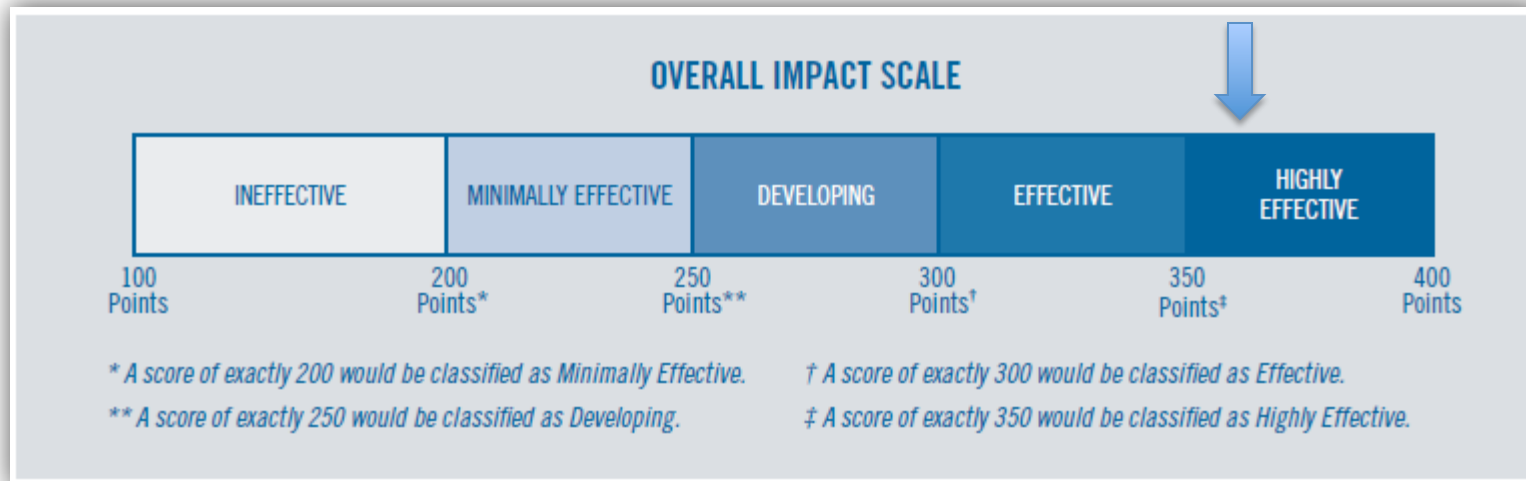 OVERALL IMPACT SCALE
INEFFECTIVE
MINIMALLY EFFECTIVE
DEVELOPING
EFFECTIVE
HIGHLY
EFFECTIVE
100
Points
200
Points*
250
Points**
300
Points†
350
Points‡
400
Points
* A score of exactly 200 would be classified as Minimally Effective.
** A score of exactly 250 would be classified as Developing.
† A score of exactly 300 would be classified as Effective.
‡ A score of exactly 350 would be classified as Highly Effective.